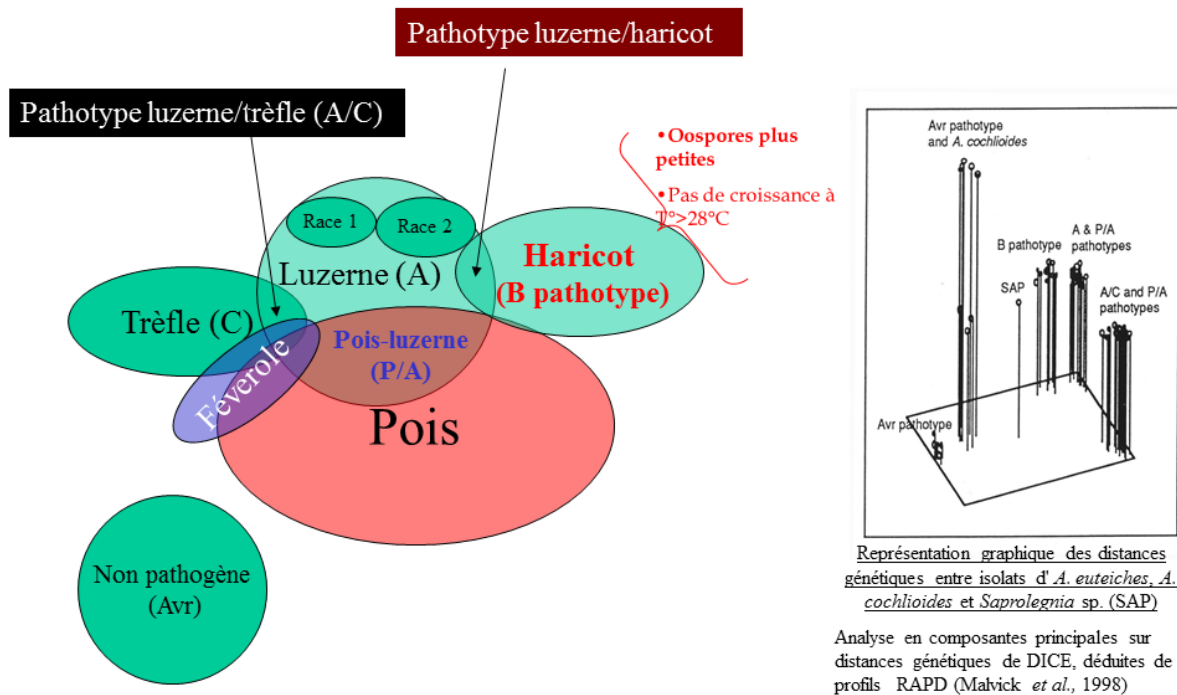 Pathotype luzerne/haricot
Pathotype luzerne/trèfle (A/C)
•Oospores plus
petites
•Pas de croissance à
T°>28°C
Race 1
Race 2
Luzerne (A)
Haricot
(B pathotype)
Trèfle (C)
Féverole
Pois-luzerne
(P/A)
Pois
Non pathogène
(Avr)
Avr pathotype
and A. cochlioides
B pathotype
A & P/A
pathotypes
SAP
A/C and P/A
pathotypes
Avr pathotype
Représentation graphique des distances
génétiques entre isolats d' A. euteiches, A.
cochlioides et Saprolegnia sp. (SAP)
Analyse en composantes principales sur
distances génétiques de DICE, déduites de
profils RAPD (Malvick et al., 1998)